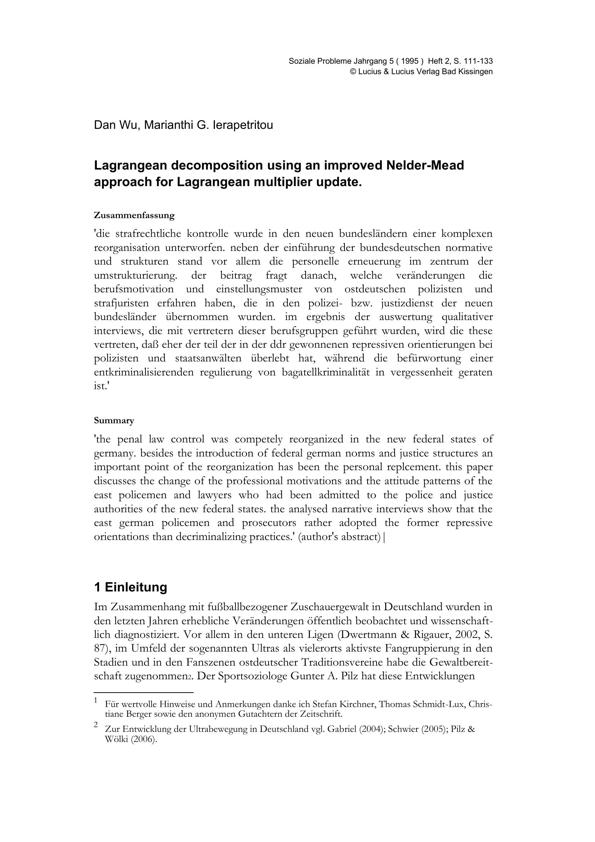 Soziale Probleme Jahrgang 5 ( 1995 ) Heft 2, S. 111-133
© Lucius & Lucius Verlag Bad Kissingen
Dan Wu, Marianthi G. Ierapetritou
Lagrangean decomposition using an improved Nelder-Mead
approach for Lagrangean multiplier update.
Zusammenfassung
'die strafrechtliche kontrolle wurde in den neuen bundesländern einer komplexen
reorganisation unterworfen. neben der einführung der bundesdeutschen normative
und strukturen stand vor allem die personelle erneuerung im zentrum der
umstrukturierung. der beitrag fragt danach, welche veränderungen die
berufsmotivation und einstellungsmuster von ostdeutschen polizisten und
strafjuristen erfahren haben, die in den polizei- bzw. justizdienst der neuen
bundesländer übernommen wurden. im ergebnis der auswertung qualitativer
interviews, die mit vertretern dieser berufsgruppen geführt wurden, wird die these
vertreten, daß eher der teil der in der ddr gewonnenen repressiven orientierungen bei
polizisten und staatsanwälten überlebt hat, während die befürwortung einer
entkriminalisierenden regulierung von bagatellkriminalität in vergessenheit geraten
ist.'
Summary
'the penal law control was competely reorganized in the new federal states of
germany. besides the introduction of federal german norms and justice structures an
important point of the reorganization has been the personal replcement. this paper
discusses the change of the professional motivations and the attitude patterns of the
east policemen and lawyers who had been admitted to the police and justice
authorities of the new federal states. the analysed narrative interviews show that the
east german policemen and prosecutors rather adopted the former repressive
orientations than decriminalizing practices.' (author's abstract)|
1 Einleitung
Im Zusammenhang mit fußballbezogener Zuschauergewalt in Deutschland wurden in
den letzten Jahren erhebliche Veränderungen öffentlich beobachtet und wissenschaft-
lich diagnostiziert. Vor allem in den unteren Ligen (Dwertmann & Rigauer, 2002, S.
87), im Umfeld der sogenannten Ultras als vielerorts aktivste Fangruppierung in den
Stadien und in den Fanszenen ostdeutscher Traditionsvereine habe die Gewaltbereit-
schaft zugenommen2. Der Sportsoziologe Gunter A. Pilz hat diese Entwicklungen
1 Für wertvolle Hinweise und Anmerkungen danke ich Stefan Kirchner, Thomas Schmidt-Lux, Chris-
tiane Berger sowie den anonymen Gutachtern der Zeitschrift.
2 Zur Entwicklung der Ultrabewegung in Deutschland vgl. Gabriel (2004); Schwier (2005); Pilz &
Wölki (2006).